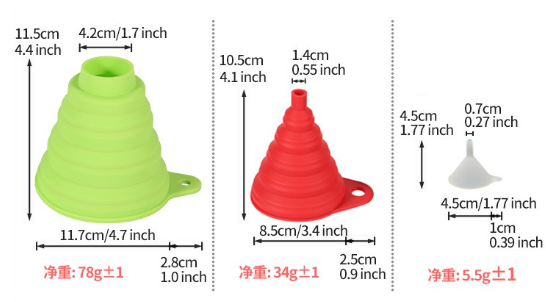 11.5cm
4.4 inch
4.2cm/1.7 inch
11.7cm/4.7 inch
2.8cm
1.0 inch
净重: 78g±1
10.5cm
4.1 inch
1.4cm
0.55 inch
8.5cm/3.4 inch
2.5cm
0.9 inch
净重: 34g±1
4.5cm
1.77 inch
0.7cm
0.27 inch
4.5cm/1.77 inch
1cm
0.39 inch
净重: 5.5g±1